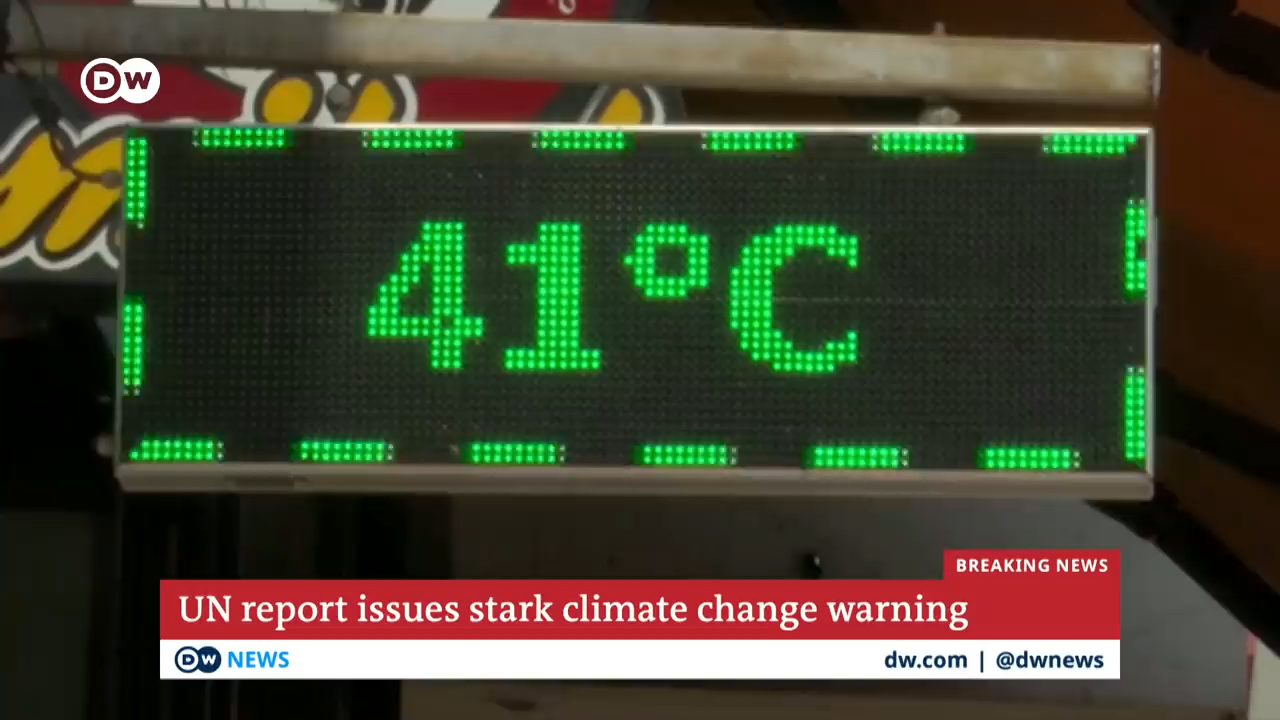 DW
41°C
BREAKING NEWS
UN report issues stark climate change warning
DW NEWS
dw.com | @dwnews